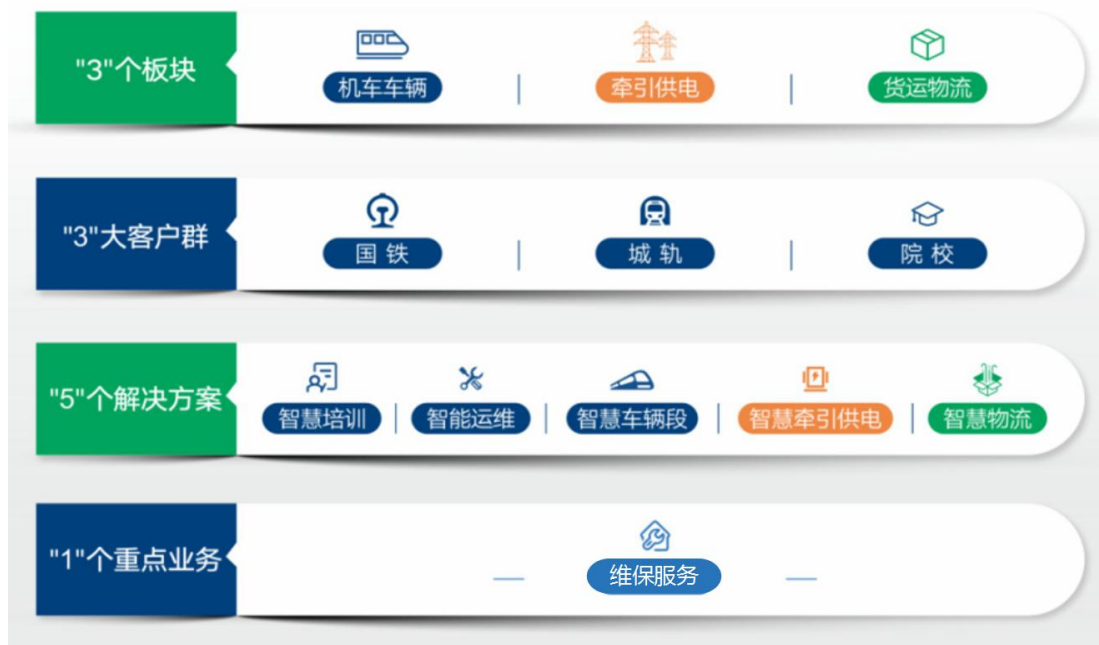 "3"个板块
机车车辆
牵引供电
货运物流
"3"大客户群
国铁
城轨
院校
"5"个解决方案
智慧培训
智能运维
智慧车辆段
智慧牵引供电
智慧物流
"1"个重点业务
维保服务